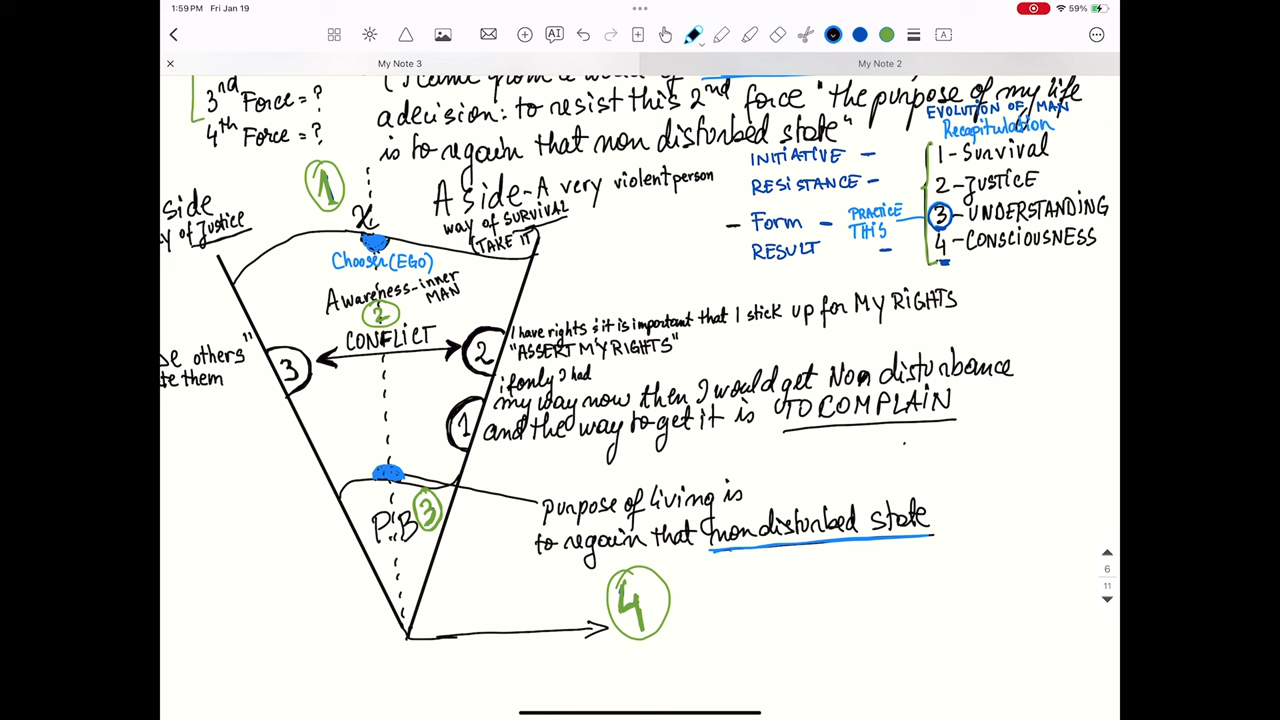 1:59PM Fri Jan 19
59%
My Note 3
My Note 2
3rd Force = ?
4th Force = ?
a decision: to resist this 2nd force "the purpose of my life
is to regain that non disturbed state"
EVOLUTION OF MAN
Recapitulation
INITIATIVE -
RESISTANCE -
- Form -
RESULT -
PRACTICE
THIS
1 - Survival
2 - JUSTICE
3 - UNDERSTANDING
4 - CONSCIOUSNESS
1
side
y of Justice
X
A side - A very violent person
way of SURVIVAL
(TAKE IT)
Chooser (EGO)
Awareness - inner
MAN
2
CONFLICT
3
2
I have rights & it is important that I stick up for MY RIGHTS
"ASSERT MY RIGHTS"
others"
te them
1
if only I had
my way now then I would get Non disturbance
and the way to get it is "TO COMPLAIN
P.B
3
Purpose of living is
to regain that nondisturbed state
4
6
11